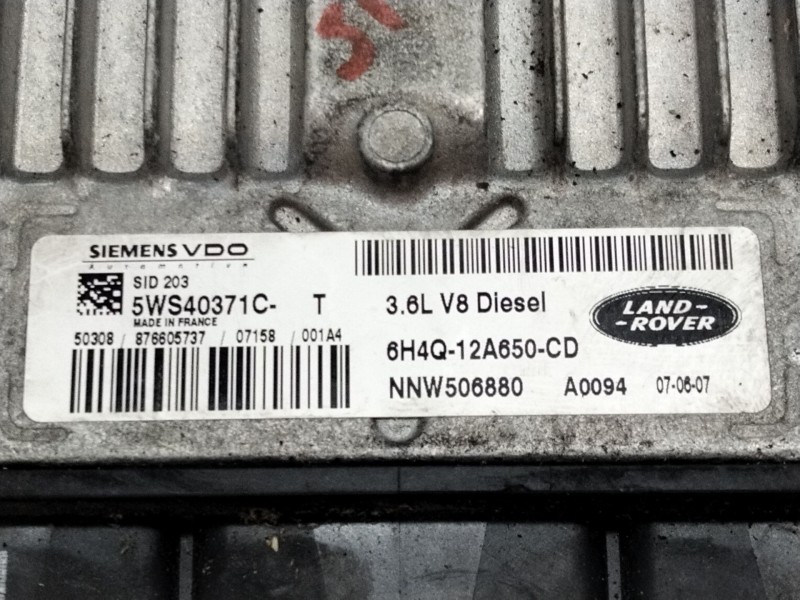 SIEMENS VDO
Automotive
SID 203
5WS40371C- T
MADE IN FRANCE
50308 / 876605737 / 07158 / 001A4
3.6L V8 Diesel
6H4Q-12A650-CD
NNW506880 A0094 07-06-07
LAND-
-ROVER